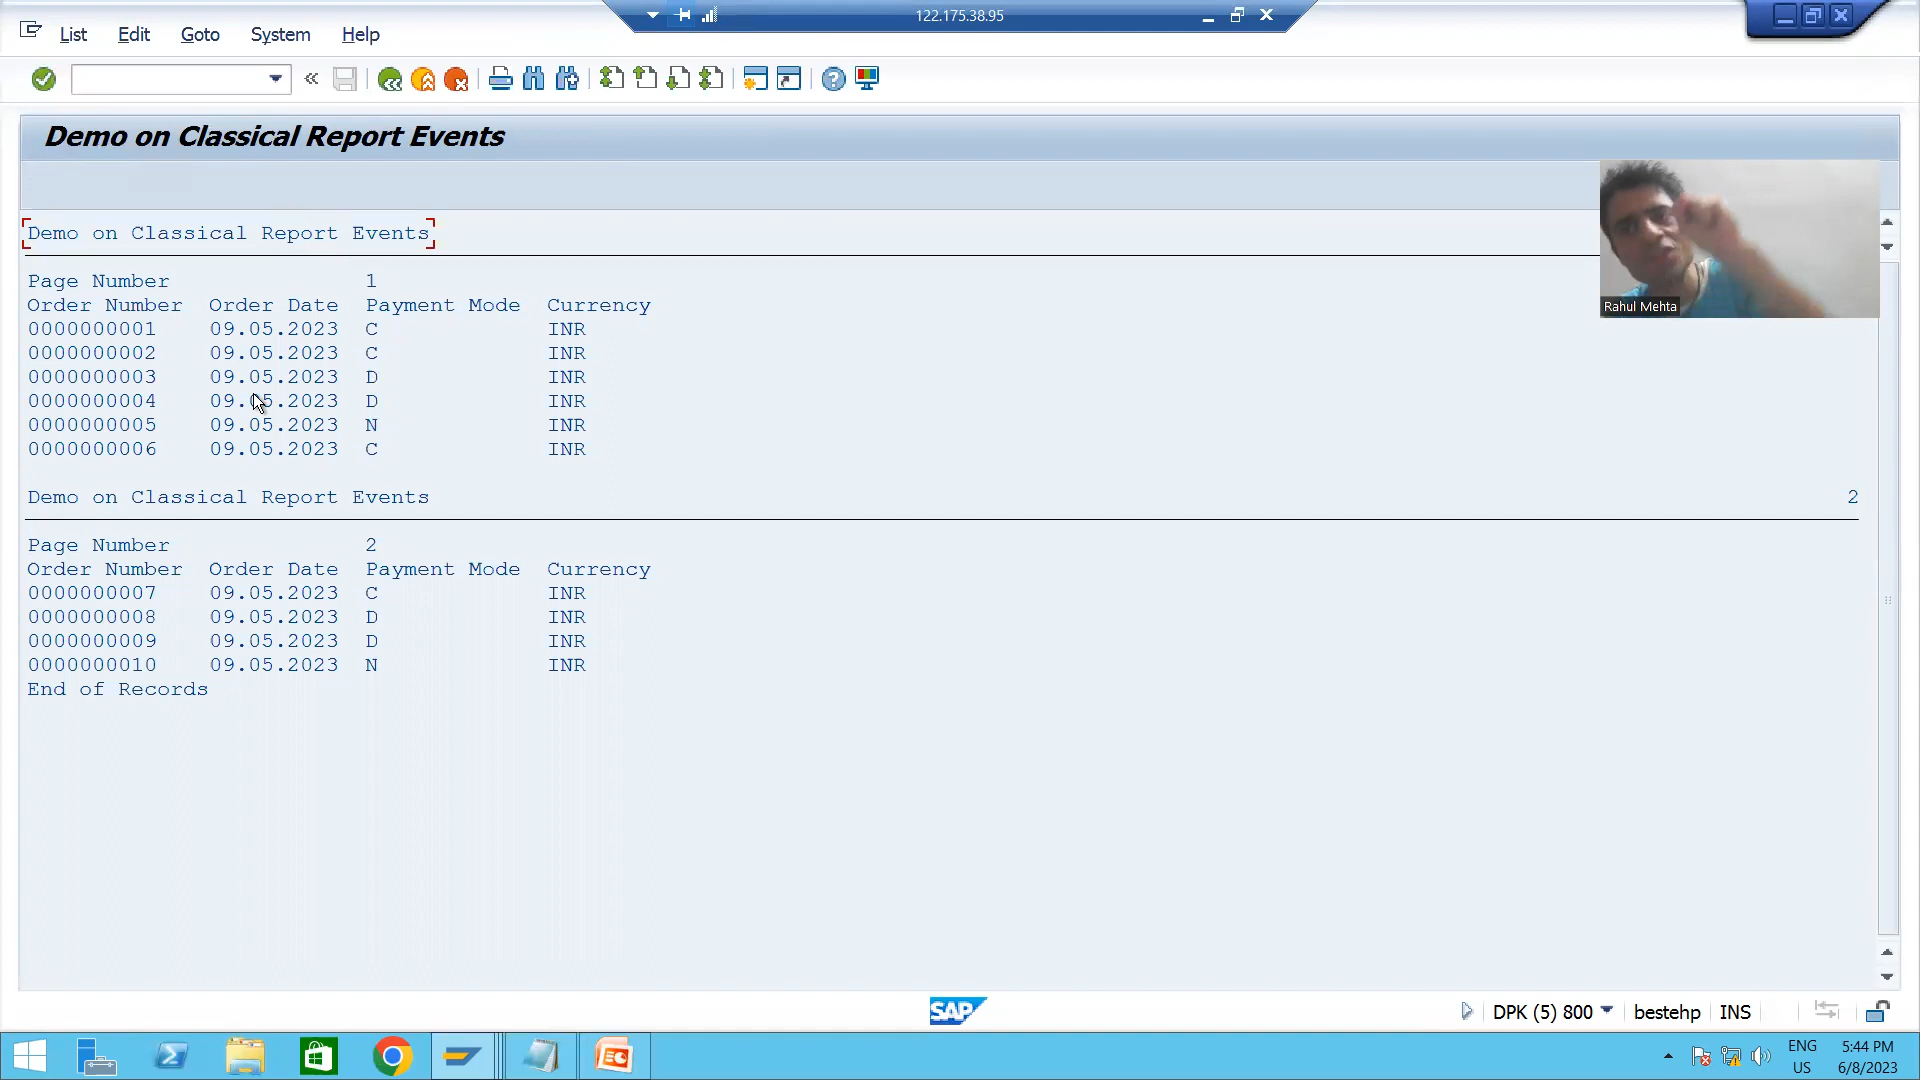 122.175.38.95
List Edit Goto System Help
Demo on Classical Report Events
Demo on Classical Report Events
Page Number 1
Order Number Order Date Payment Mode Currency
0000000001 09.05.2023 C INR
0000000002 09.05.2023 C INR
0000000003 09.05.2023 D INR
0000000004 09.05.2023 D INR
0000000005 09.05.2023 N INR
0000000006 09.05.2023 C INR
Demo on Classical Report Events 2
Page Number 2
Order Number Order Date Payment Mode Currency
0000000007 09.05.2023 C INR
0000000008 09.05.2023 D INR
0000000009 09.05.2023 D INR
0000000010 09.05.2023 N INR
End of Records
Rahul Mehta
SAP
DPK (5) 800 bestehp INS
ENG 5:44 PM
US 6/8/2023